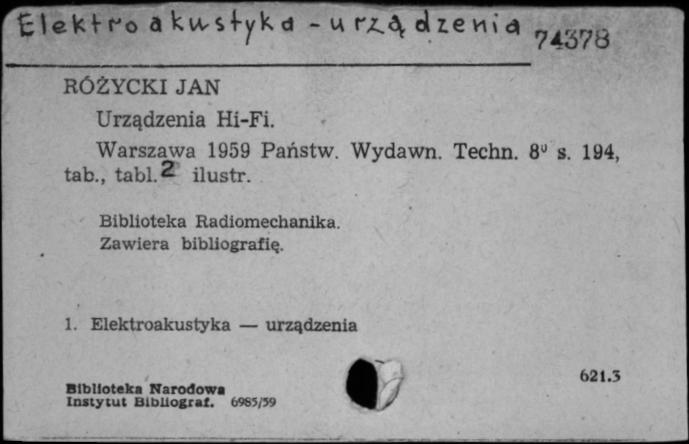 Elektroakustyka - urządzenia 74378
RÓŻYCKI JAN
Urządzenia Hi-Fi.
Warszawa 1959 Państw. Wydawn. Techn. 8º s. 194,
tab., tabl. 2 ilustr.
Biblioteka Radiomechanika.
Zawiera bibliografię.
1. Elektroakustyka — urządzenia
621.3
Biblioteka Narodowa
Instytut Bibliograf. 6985/59